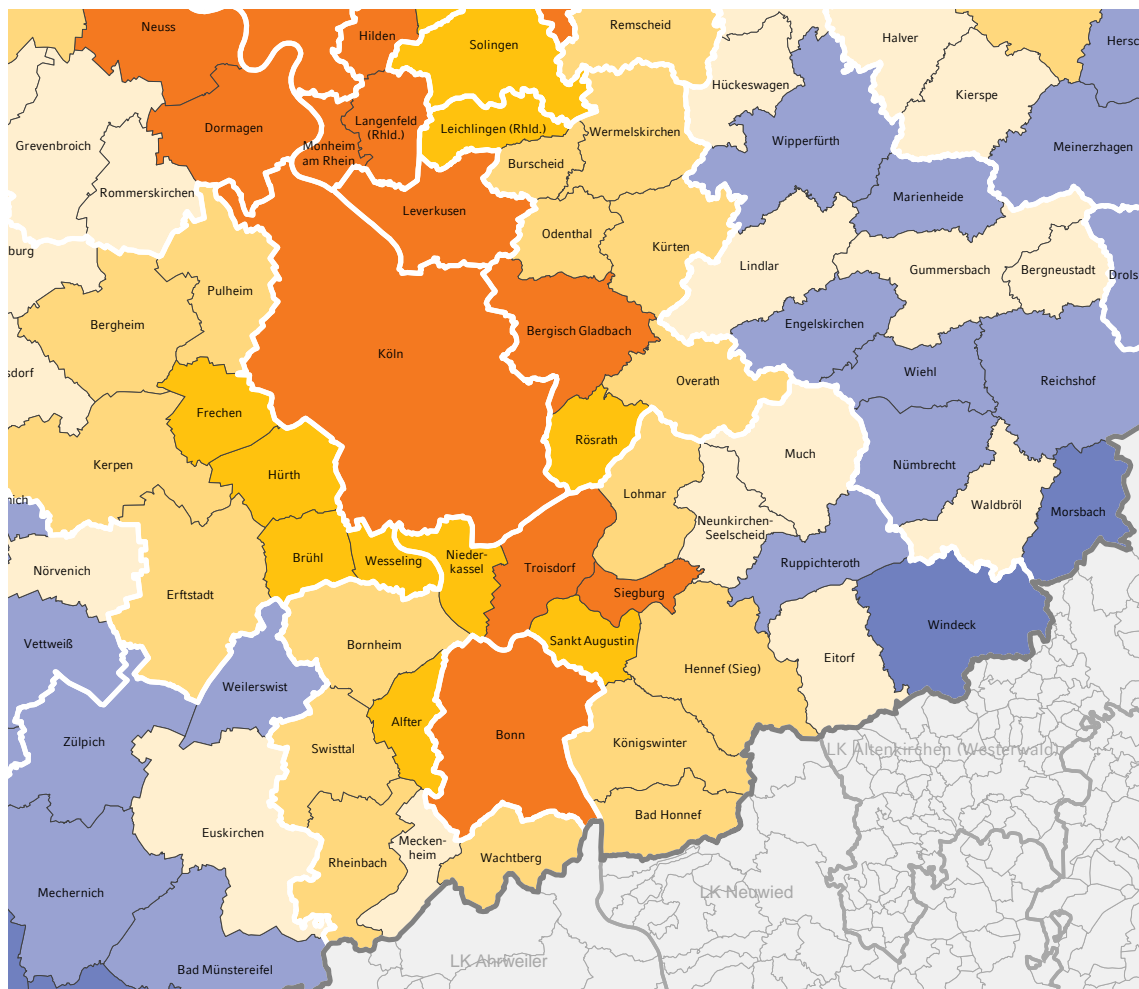 Neuss
Hilden
Solingen
Remscheid
Halver
Hersc
Hückeswagen
Kierspe
Dormagen
Langenfeld
(Rhld.)
Leichlingen (Rhld.)
Wermelskirchen
Wipperfürth
Meinerzhagen
Grevenbroich
Monheim
am Rhein
Burscheid
Rommerskirchen
Marienheide
Leverkusen
Odenthal
Kürten
burg
Lindlar
Gummersbach
Bergneustadt
Drols
Pulheim
Bergheim
Bergisch Gladbach
Engelskirchen
Köln
sdorf
Overath
Wiehl
Reichshof
Frechen
Rösrath
Kerpen
Hürth
Much
Nümbrecht
nich
Lohmar
Waldbröl
Morsbach
Neunkirchen-
Seelscheid
Nörvenich
Brühl
Wesseling
Nieder-
kassel
Troisdorf
Ruppichteroth
Erftstadt
Siegburg
Windeck
Vettweiß
Bornheim
Sankt Augustin
Hennef (Sieg)
Eitorf
Weilerswist
Alfter
Zülpich
Swisttal
Bonn
Königswinter
LK Altenkirchen (Westerwald)
Euskirchen
Bad Honnef
Mecken-
heim
Rheinbach
Wachtberg
Mechernich
LK Neuwied
Bad Münstereifel
LK Ahrweiler